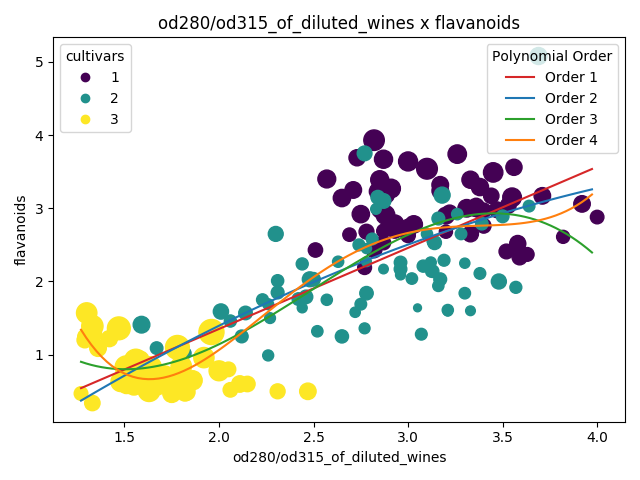 od280/od315_of_diluted_wines x flavanoids
cultivars
1
2
3
Polynomial Order
Order 1
Order 2
Order 3
Order 4
flavanoids
5
4
3
2
1
1.5 2.0 2.5 3.0 3.5 4.0
od280/od315_of_diluted_wines